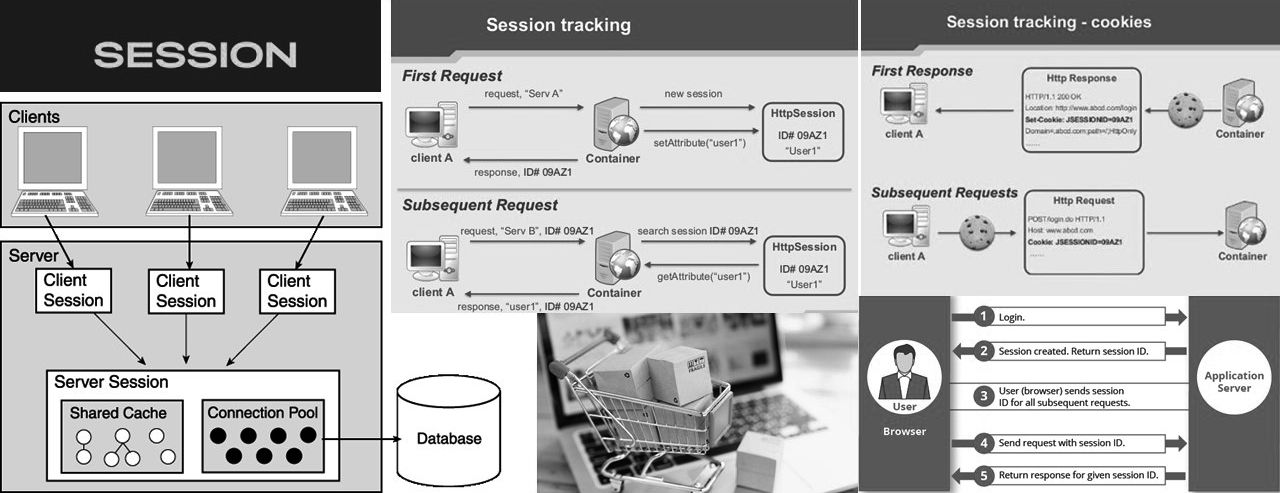 SESSION
Clients
Server
Client
Session
Client
Session
Client
Session
Server Session
Shared Cache
Connection Pool
Database
Session tracking
First Request
request, "Serv A"
new session
HttpSession
ID# 09AZ1
"User1"
setAttribute("user1")
client A
Container
response, ID# 09AZ1
Subsequent Request
request, "Serv B", ID# 09AZ1
search session ID# 09AZ1
HttpSession
ID# 09AZ1
"User1"
getAttribute("user1")
client A
Container
response, "user1", ID# 09AZ1
Session tracking - cookies
First Response
Http Response
HTTP/1.1 200 OK
Location: http://www.abcd.com/login
Set-Cookie: JSESSIONID=09AZ1
Domain=.abcd.com;path=/;HttpOnly
......
client A
Container
Subsequent Requests
Http Request
POST/login.do HTTP/1.1
Host: www.abcd.com
Cookie: JSESSIONID=09AZ1
......
client A
Container
1 Login.
2 Session created. Return session ID.
3 User (browser) sends session
ID for all subsequent requests.
4 Send request with session ID.
5 Return response for given session ID.
User
Browser
Application
Server
FRAGILE